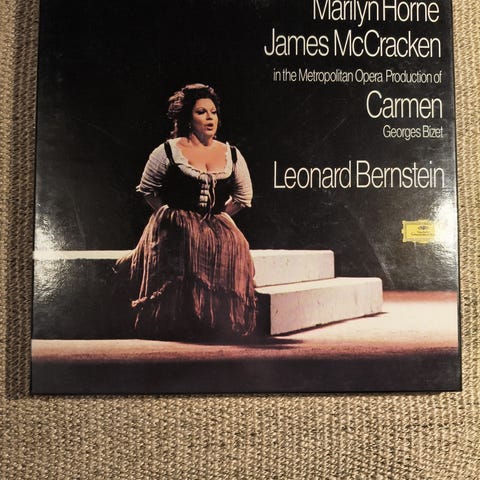 Marilyn Horne
James McCracken
in the Metropolitan Opera Production of
Carmen
Georges Bizet
Leonard Bernstein